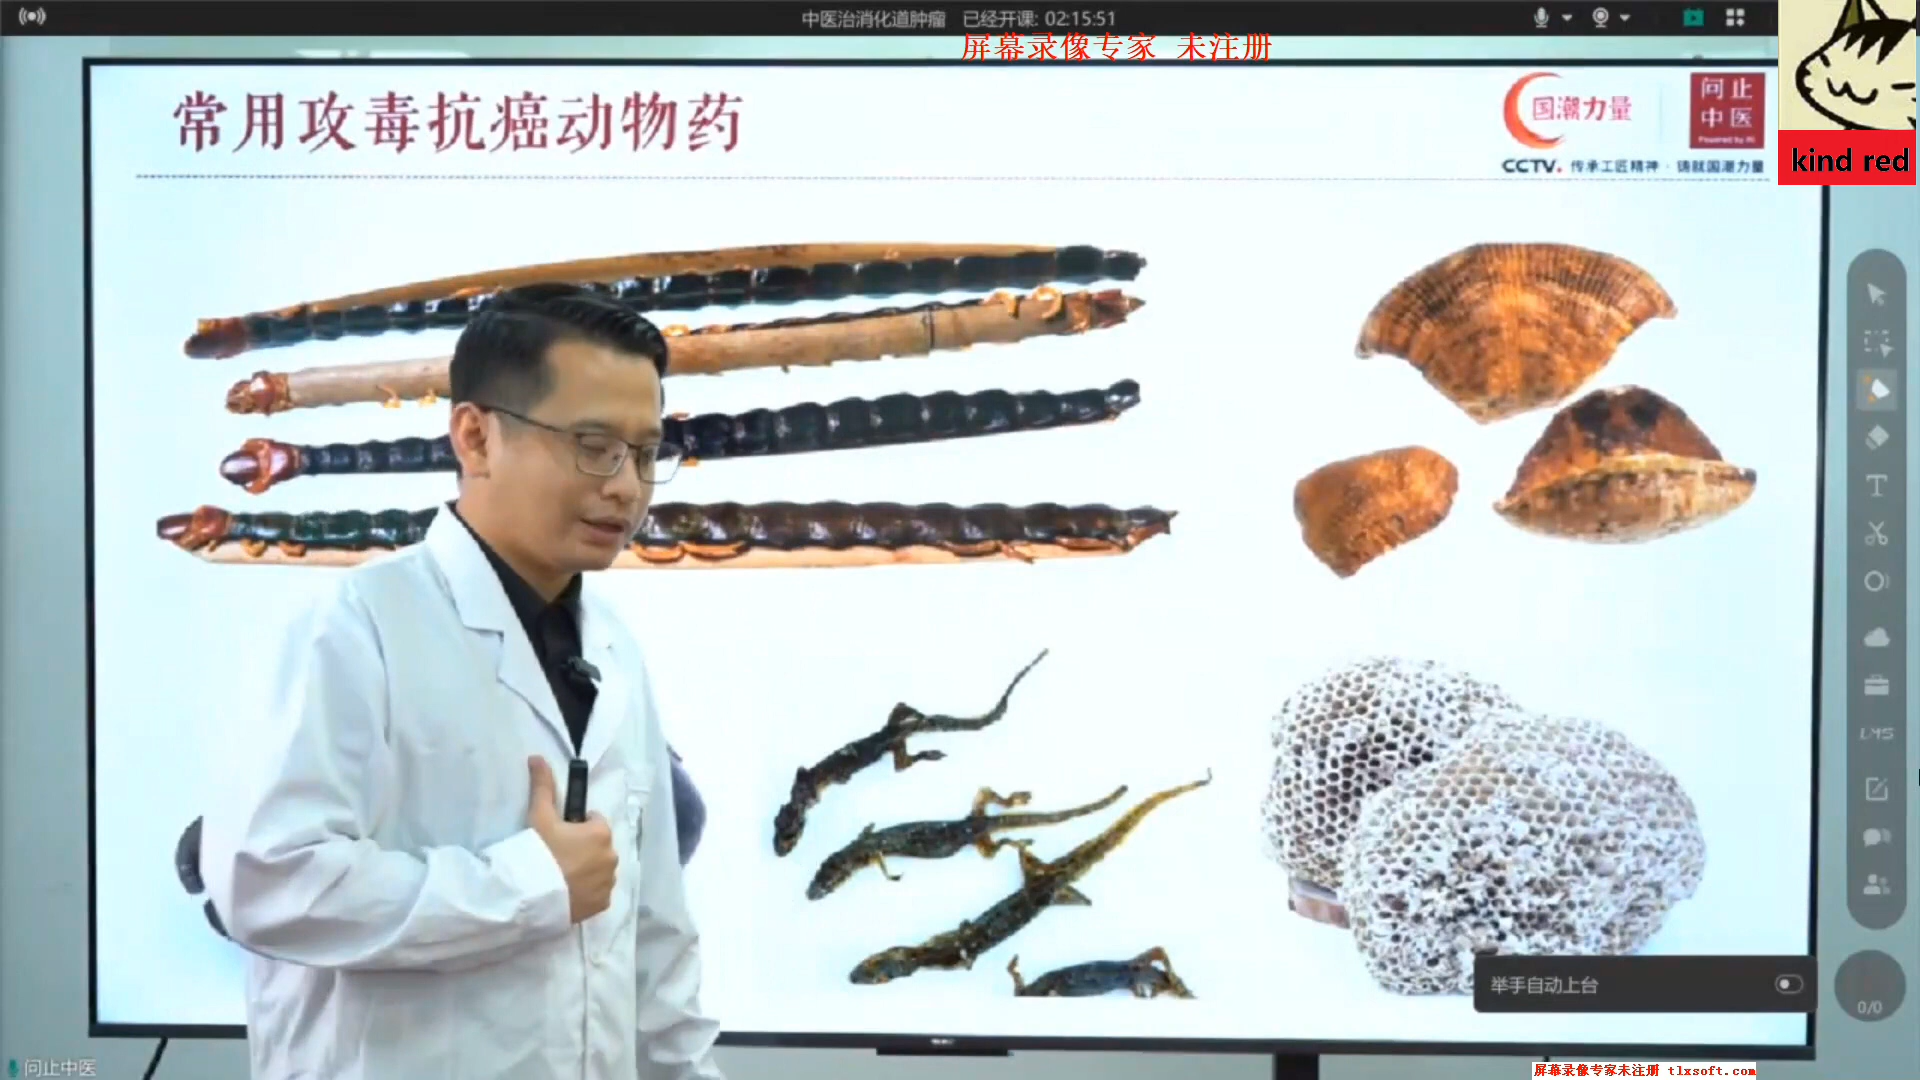 中医治消化道肿瘤 已经开课: 02:15:51
屏幕录像专家 未注册
常用攻毒抗癌动物药
国潮力量
问止
中医
Powered by AI
CCTV. 传承工匠精神 · 铸就国潮力量
kind red
T
LMS
举手自动上台
0/0
问止中医
屏幕录像专家未注册 tlxsoft.com